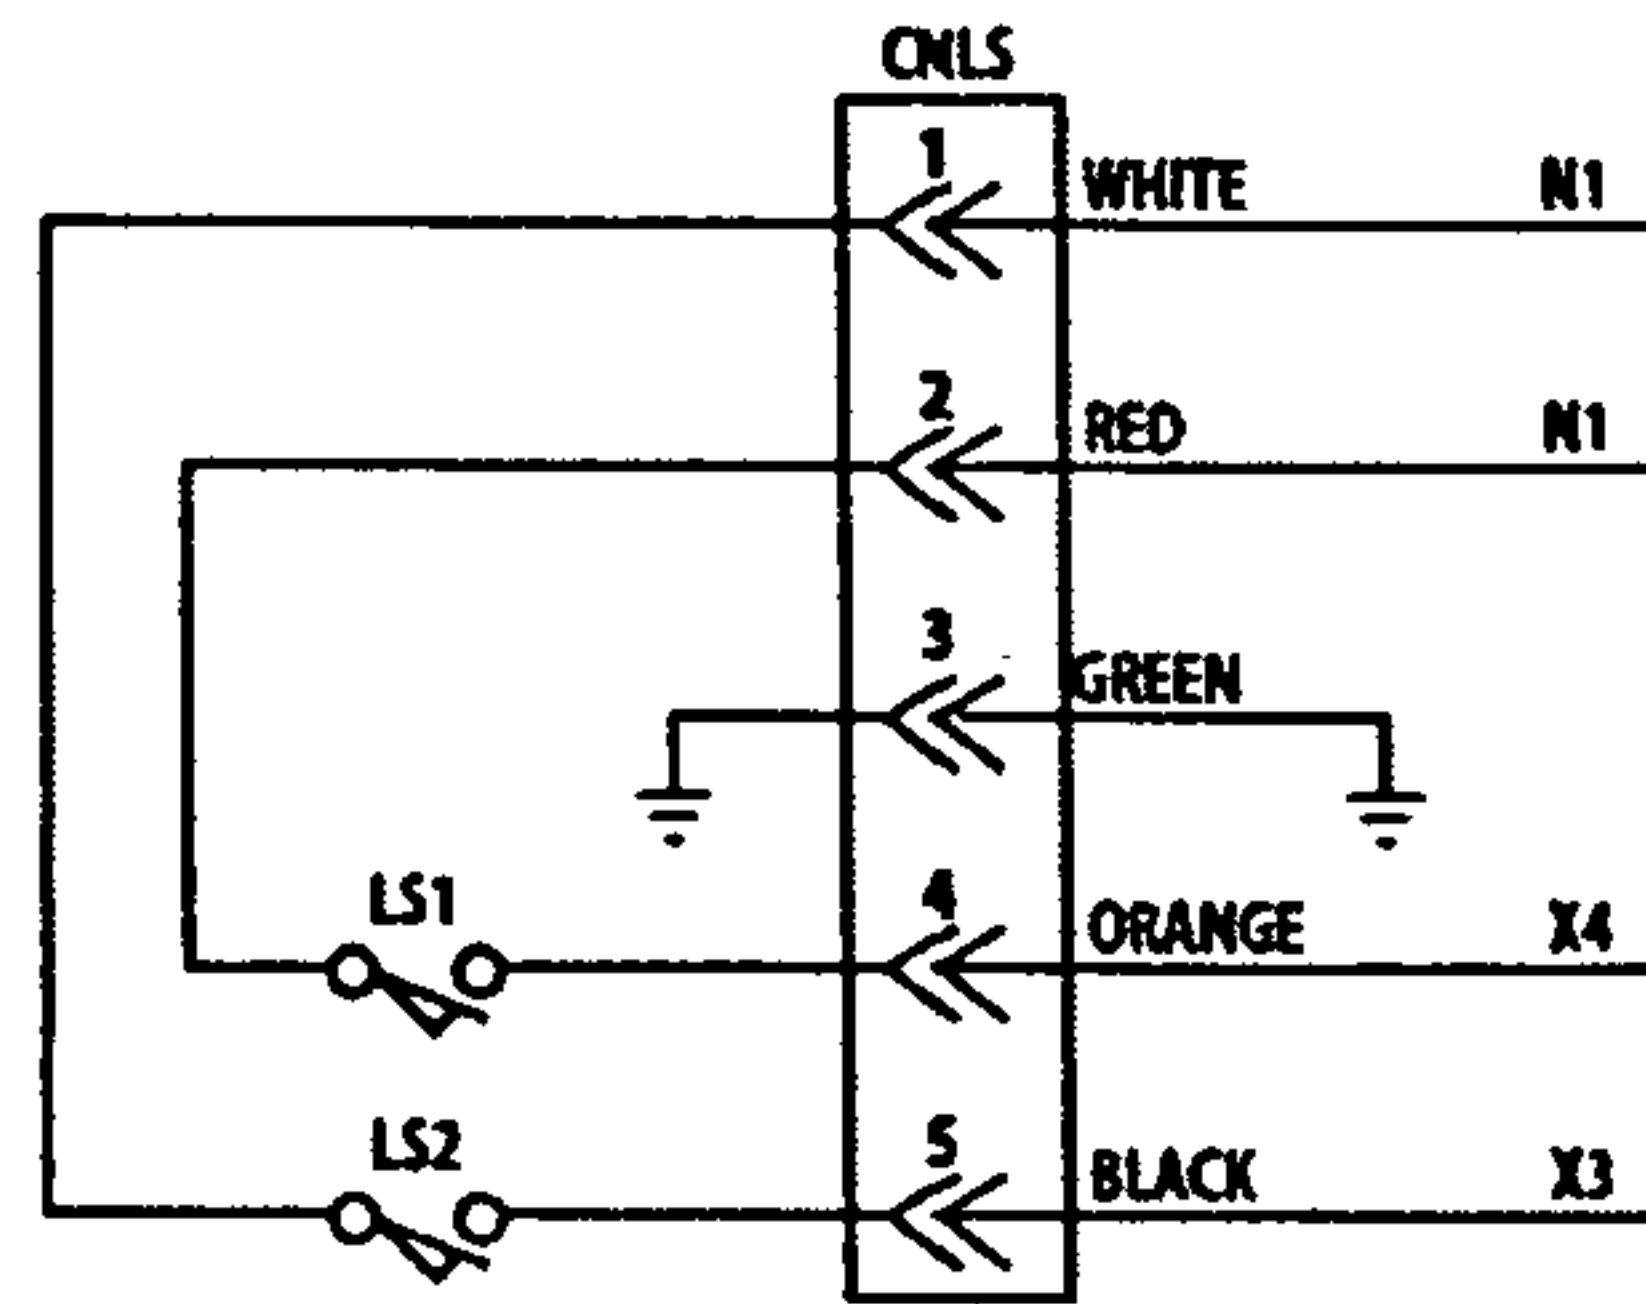 CNLS
1
WHITE N1
2
RED N1
3
GREEN
LS1
4
ORANGE X4
LS2
5
BLACK X3